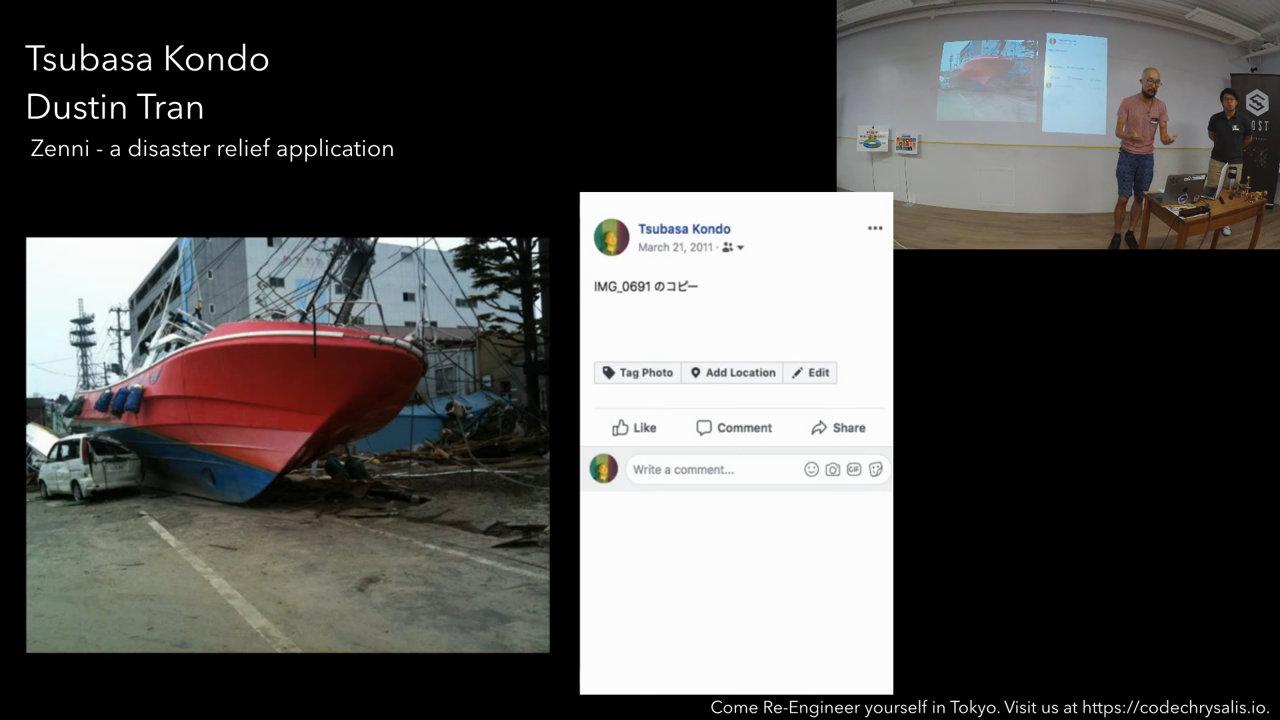 Tsubasa Kondo
Dustin Tran
Zenni - a disaster relief application
Tsubasa Kondo
March 21, 2011
IMG_0691 のコピー
Tag Photo
Add Location
Edit
Like
Comment
Share
Write a comment...
GIF
OST
Come Re-Engineer yourself in Tokyo. Visit us at https://codechrysalis.io.